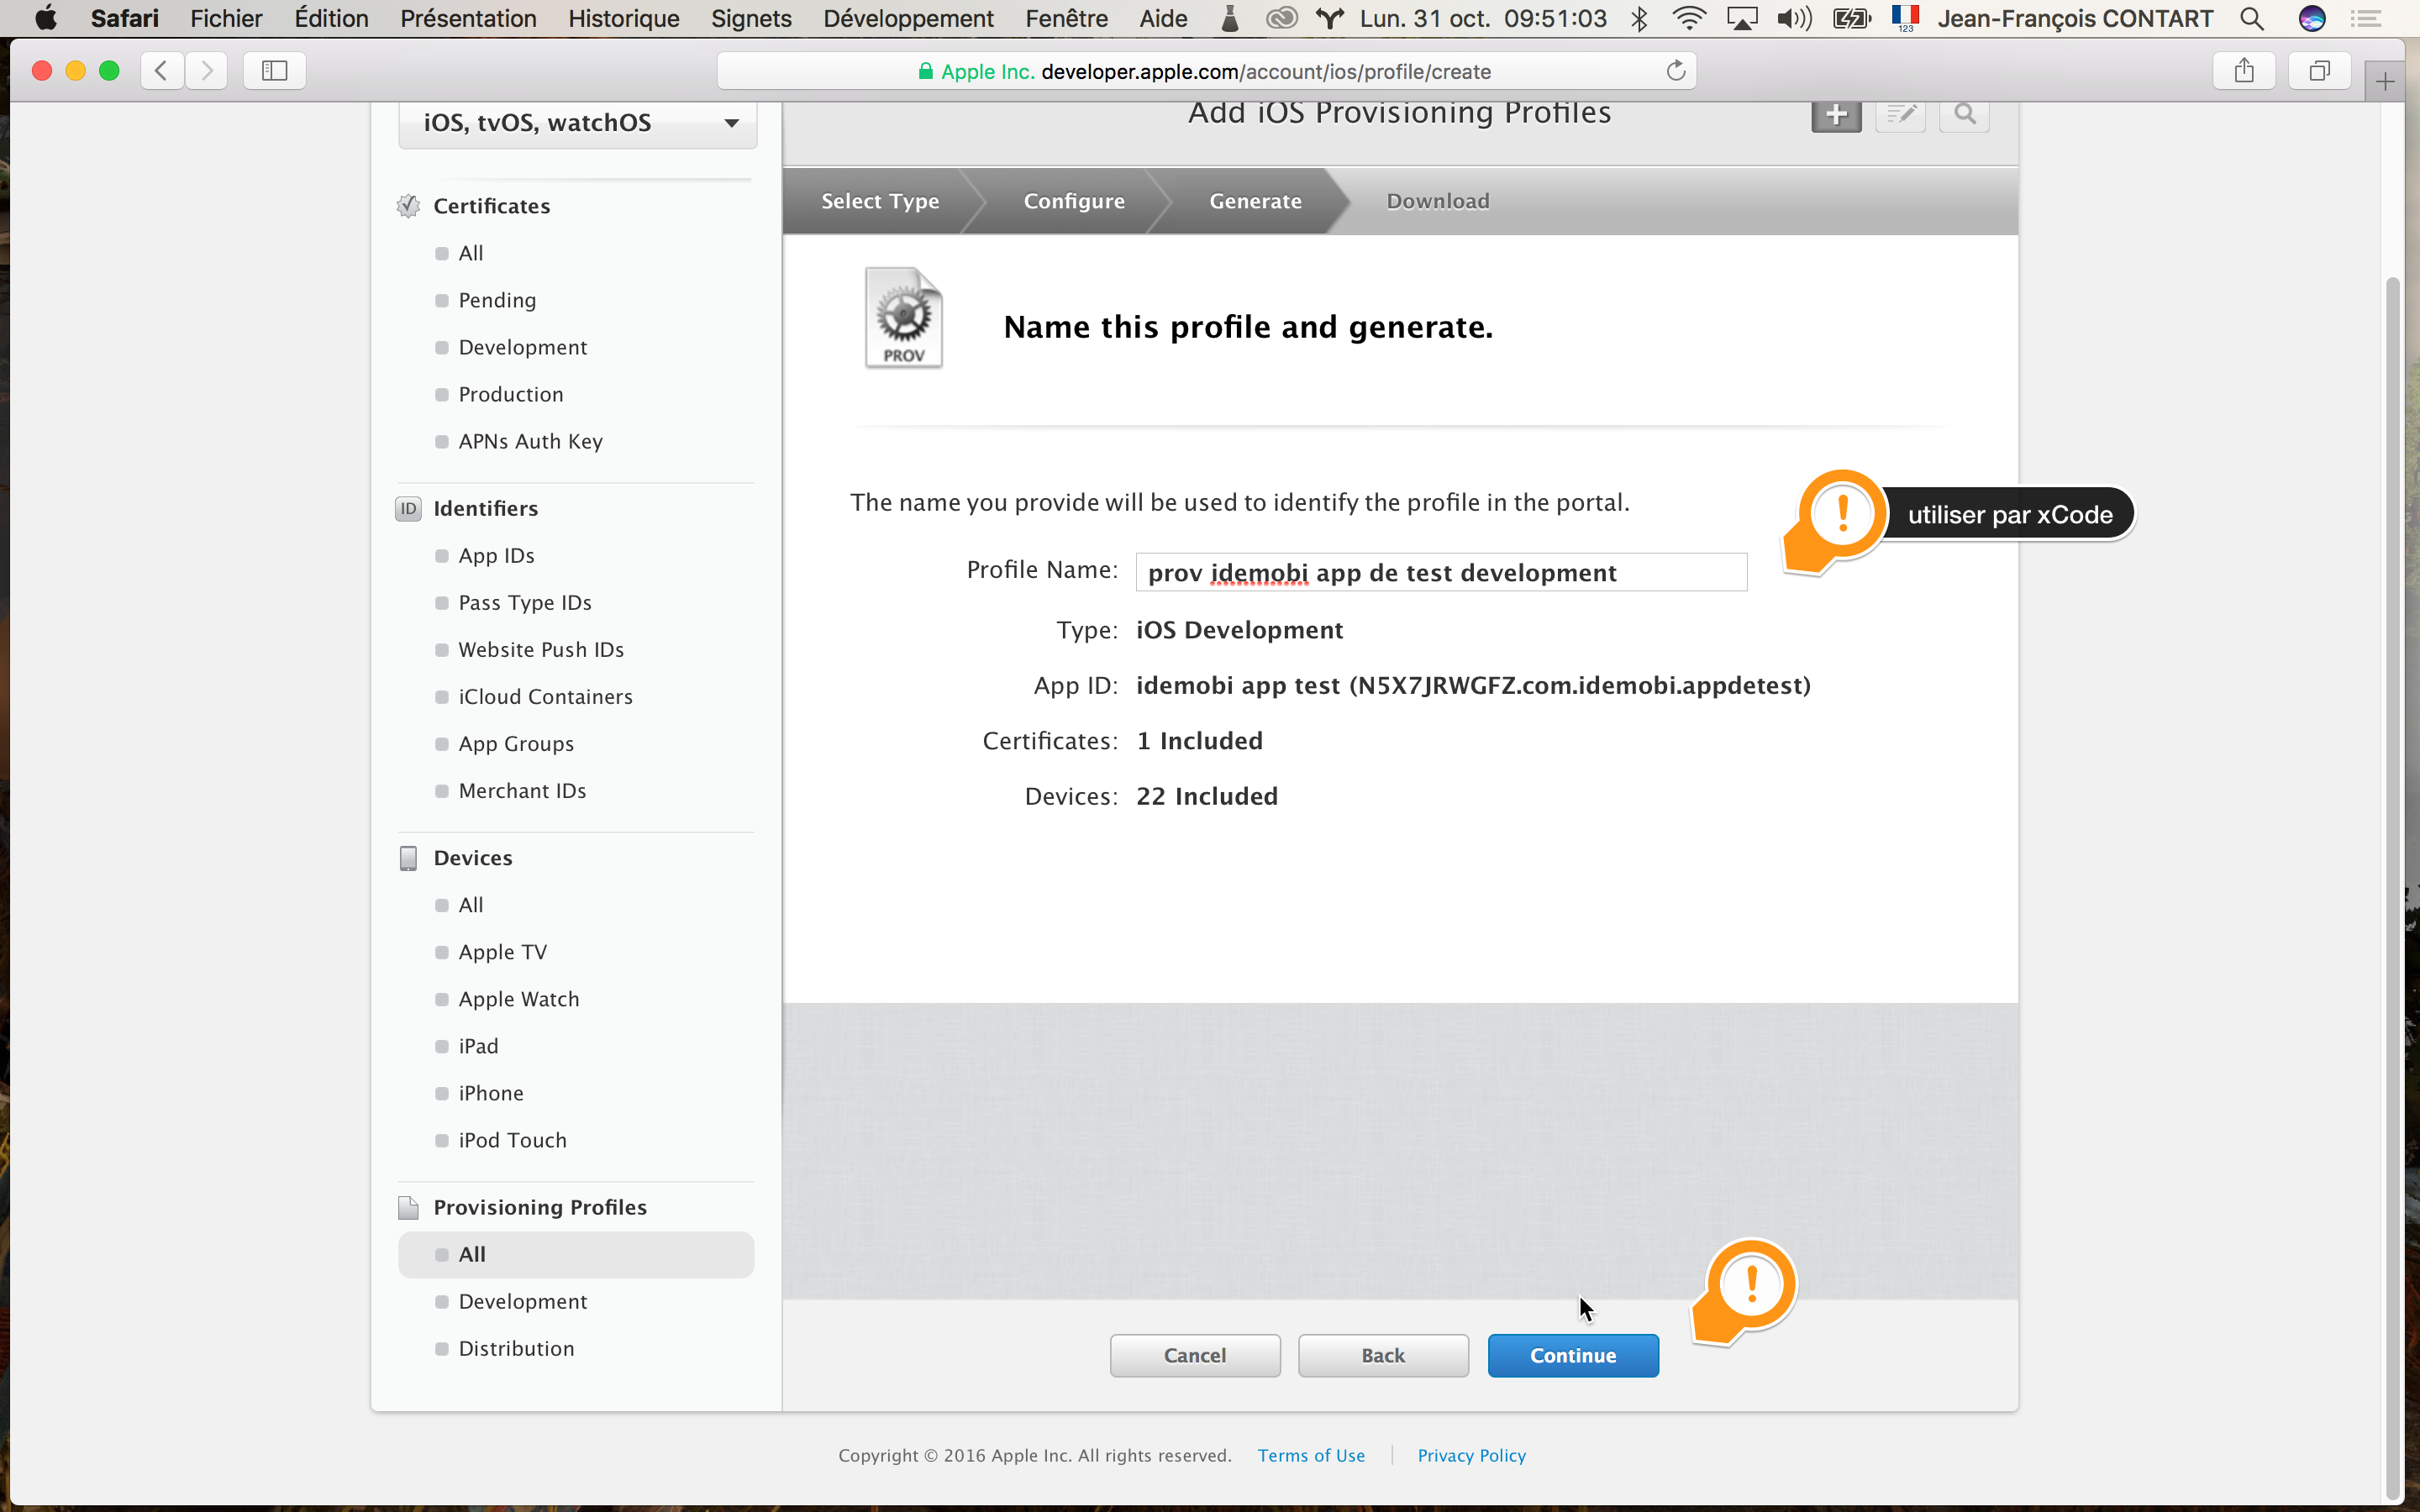 Safari Fichier Édition Présentation Historique Signets Développement Fenêtre Aide Lun. 31 oct. 09:51:03 123 Jean-François CONTART
Apple Inc. developer.apple.com/account/ios/profile/create
iOS, tvOS, watchOS
Certificates
All
Pending
Development
Production
APNs Auth Key
ID Identifiers
App IDs
Pass Type IDs
Website Push IDs
iCloud Containers
App Groups
Merchant IDs
Devices
All
Apple TV
Apple Watch
iPad
iPhone
iPod Touch
Provisioning Profiles
All
Development
Distribution
Add iOS Provisioning Profiles
Select Type Configure Generate Download
PROV
Name this profile and generate.
The name you provide will be used to identify the profile in the portal.
! utiliser par xCode
Profile Name: prov idemobi app de test development
Type: iOS Development
App ID: idemobi app test (N5X7JRWGFZ.com.idemobi.appdetest)
Certificates: 1 Included
Devices: 22 Included
!
Cancel Back Continue
Copyright © 2016 Apple Inc. All rights reserved. Terms of Use Privacy Policy